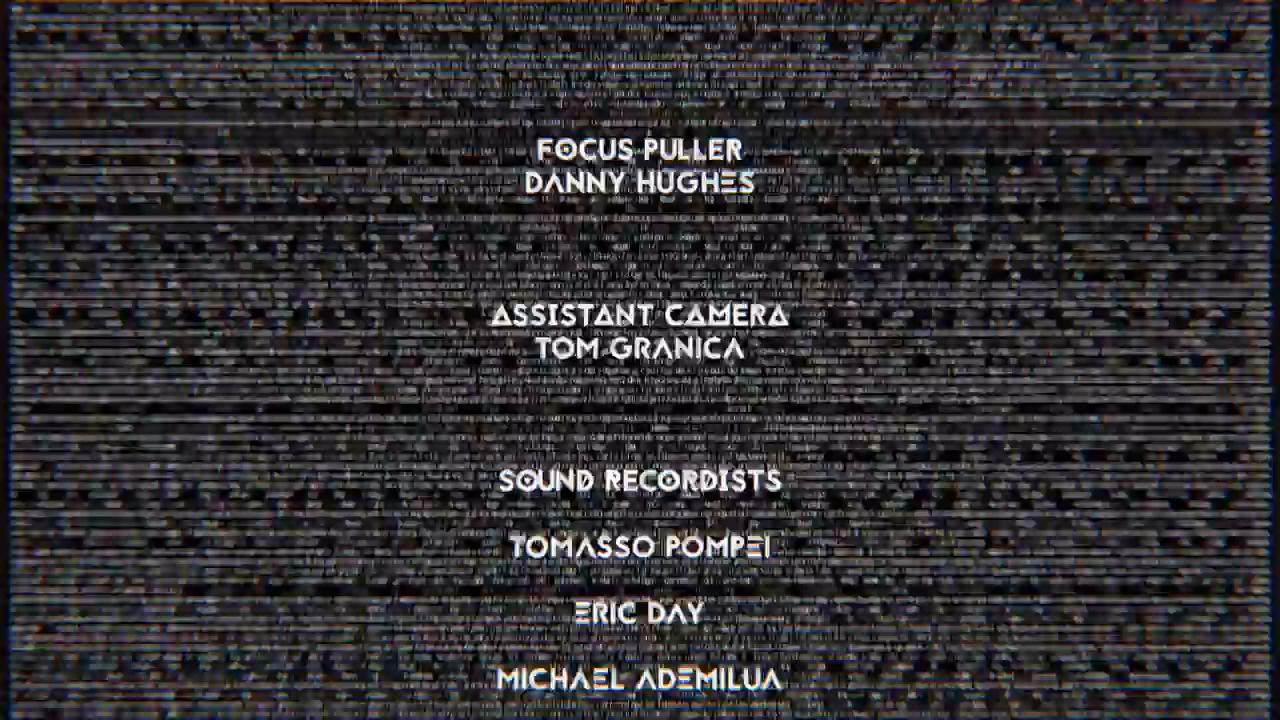 FOCUS PULLER
DANNY HUGHES
ASSISTANT CAMERA
TOM GRANICA
SOUND RECORDISTS
TOMASSO POMPEI
ERIC DAY
MICHAEL ADEMILUA